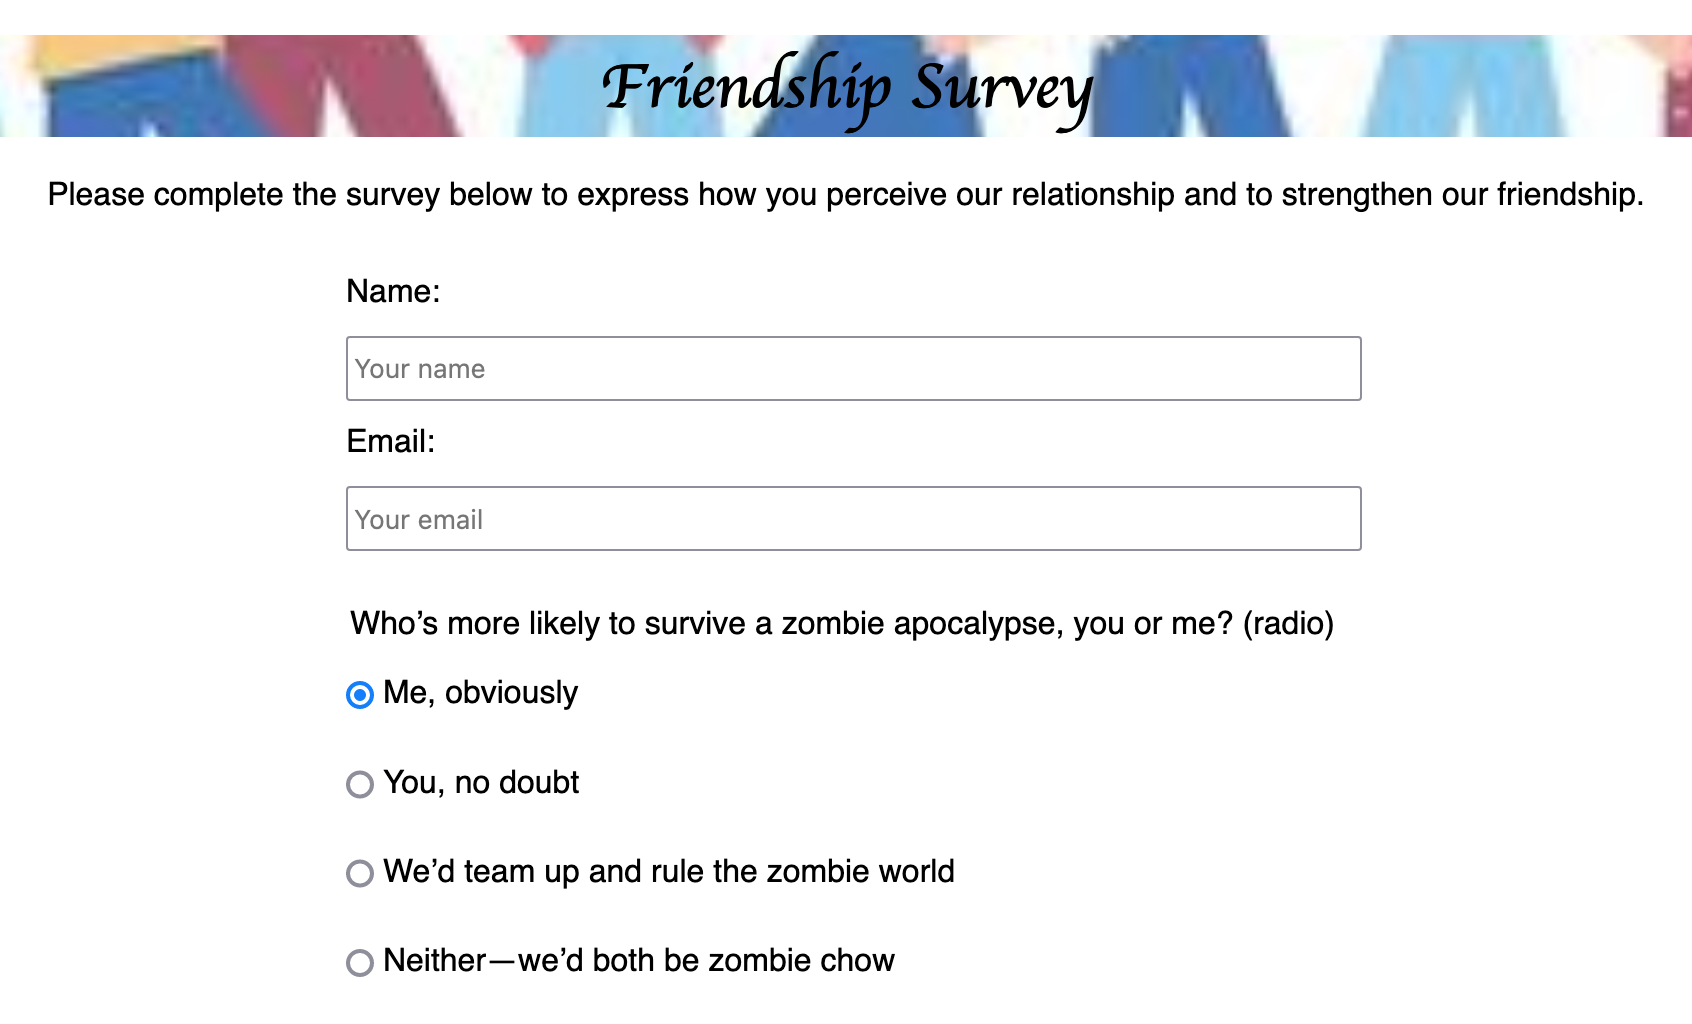 Friendship Survey
Please complete the survey below to express how you perceive our relationship and to strengthen our friendship.
Name:
Your name
Email:
Your email
Who’s more likely to survive a zombie apocalypse, you or me? (radio)
Me, obviously
You, no doubt
We’d team up and rule the zombie world
Neither—we’d both be zombie chow